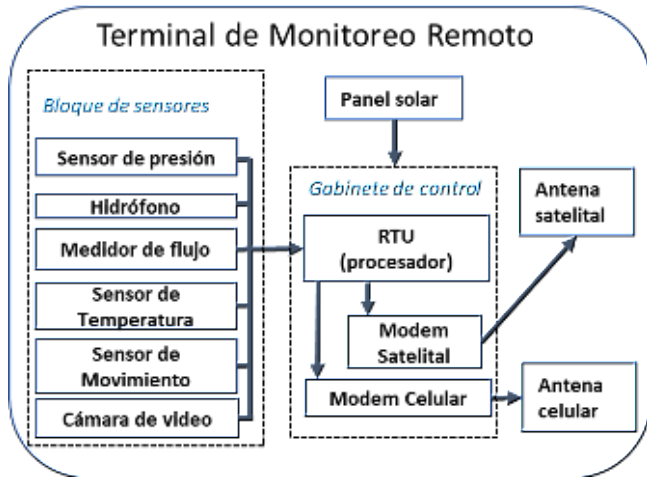 Terminal de Monitoreo Remoto
Bloque de sensores
Sensor de presión
Hidrófono
Medidor de flujo
Sensor de
Temperatura
Sensor de
Movimiento
Cámara de video
Panel solar
Gabinete de control
RTU
(procesador)
Modem
Satelital
Modem Celular
Antena
satelital
Antena
celular